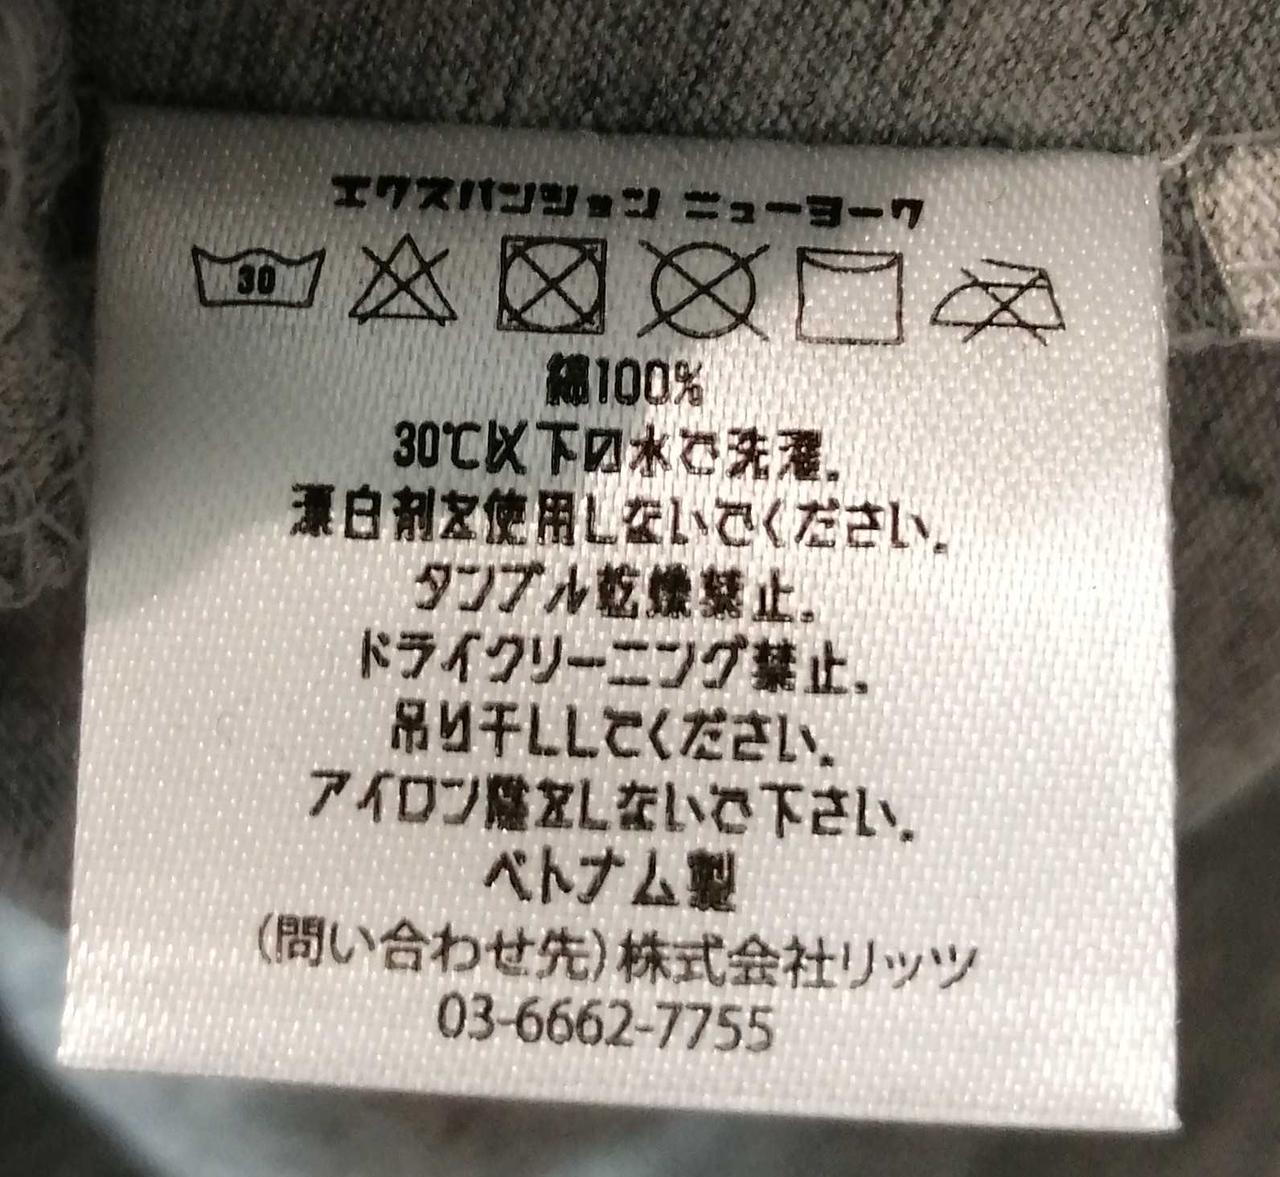 エクスパンション ニューヨーク
30
綿100%
30℃以下の水で洗濯.
漂白剤を使用しないでください.
タンブル乾燥禁止.
ドライクリーニング禁止.
吊り干ししてください.
アイロン隆をしないで下さい.
ベトナム製
(問い合わせ先)株式会社リッツ
03-6662-7755